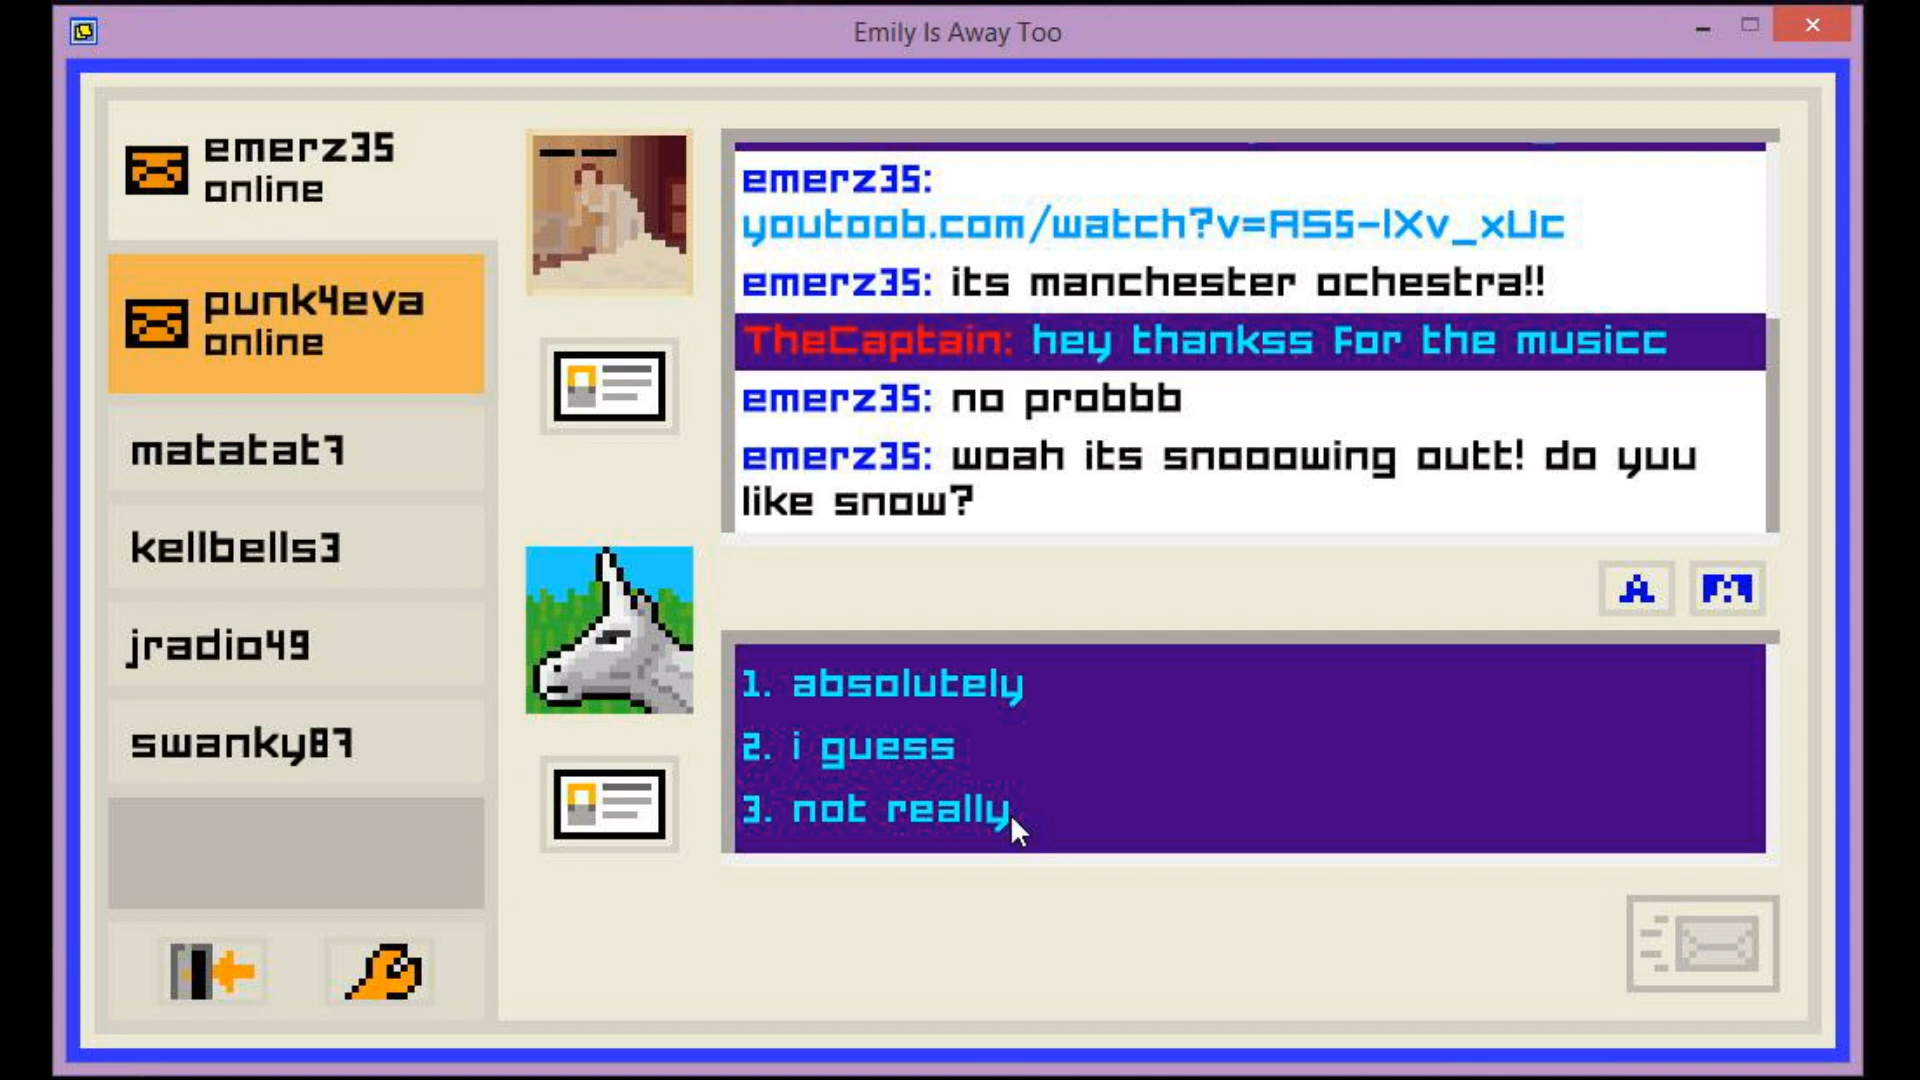 Emily Is Away Too
emerz35
online
punk4eva
online
matatat7
kellbells3
jradio49
swanky87
emerz35:
youtoob.com/watch?v=AS5-lXv_xUc
emerz35: its manchester ochestra!!
TheCaptain: hey thankss for the musicc
emerz35: no probbb
emerz35: woah its snooowing outt! do yuu
like snow?
A
1. absolutely
2. i guess
3. not really